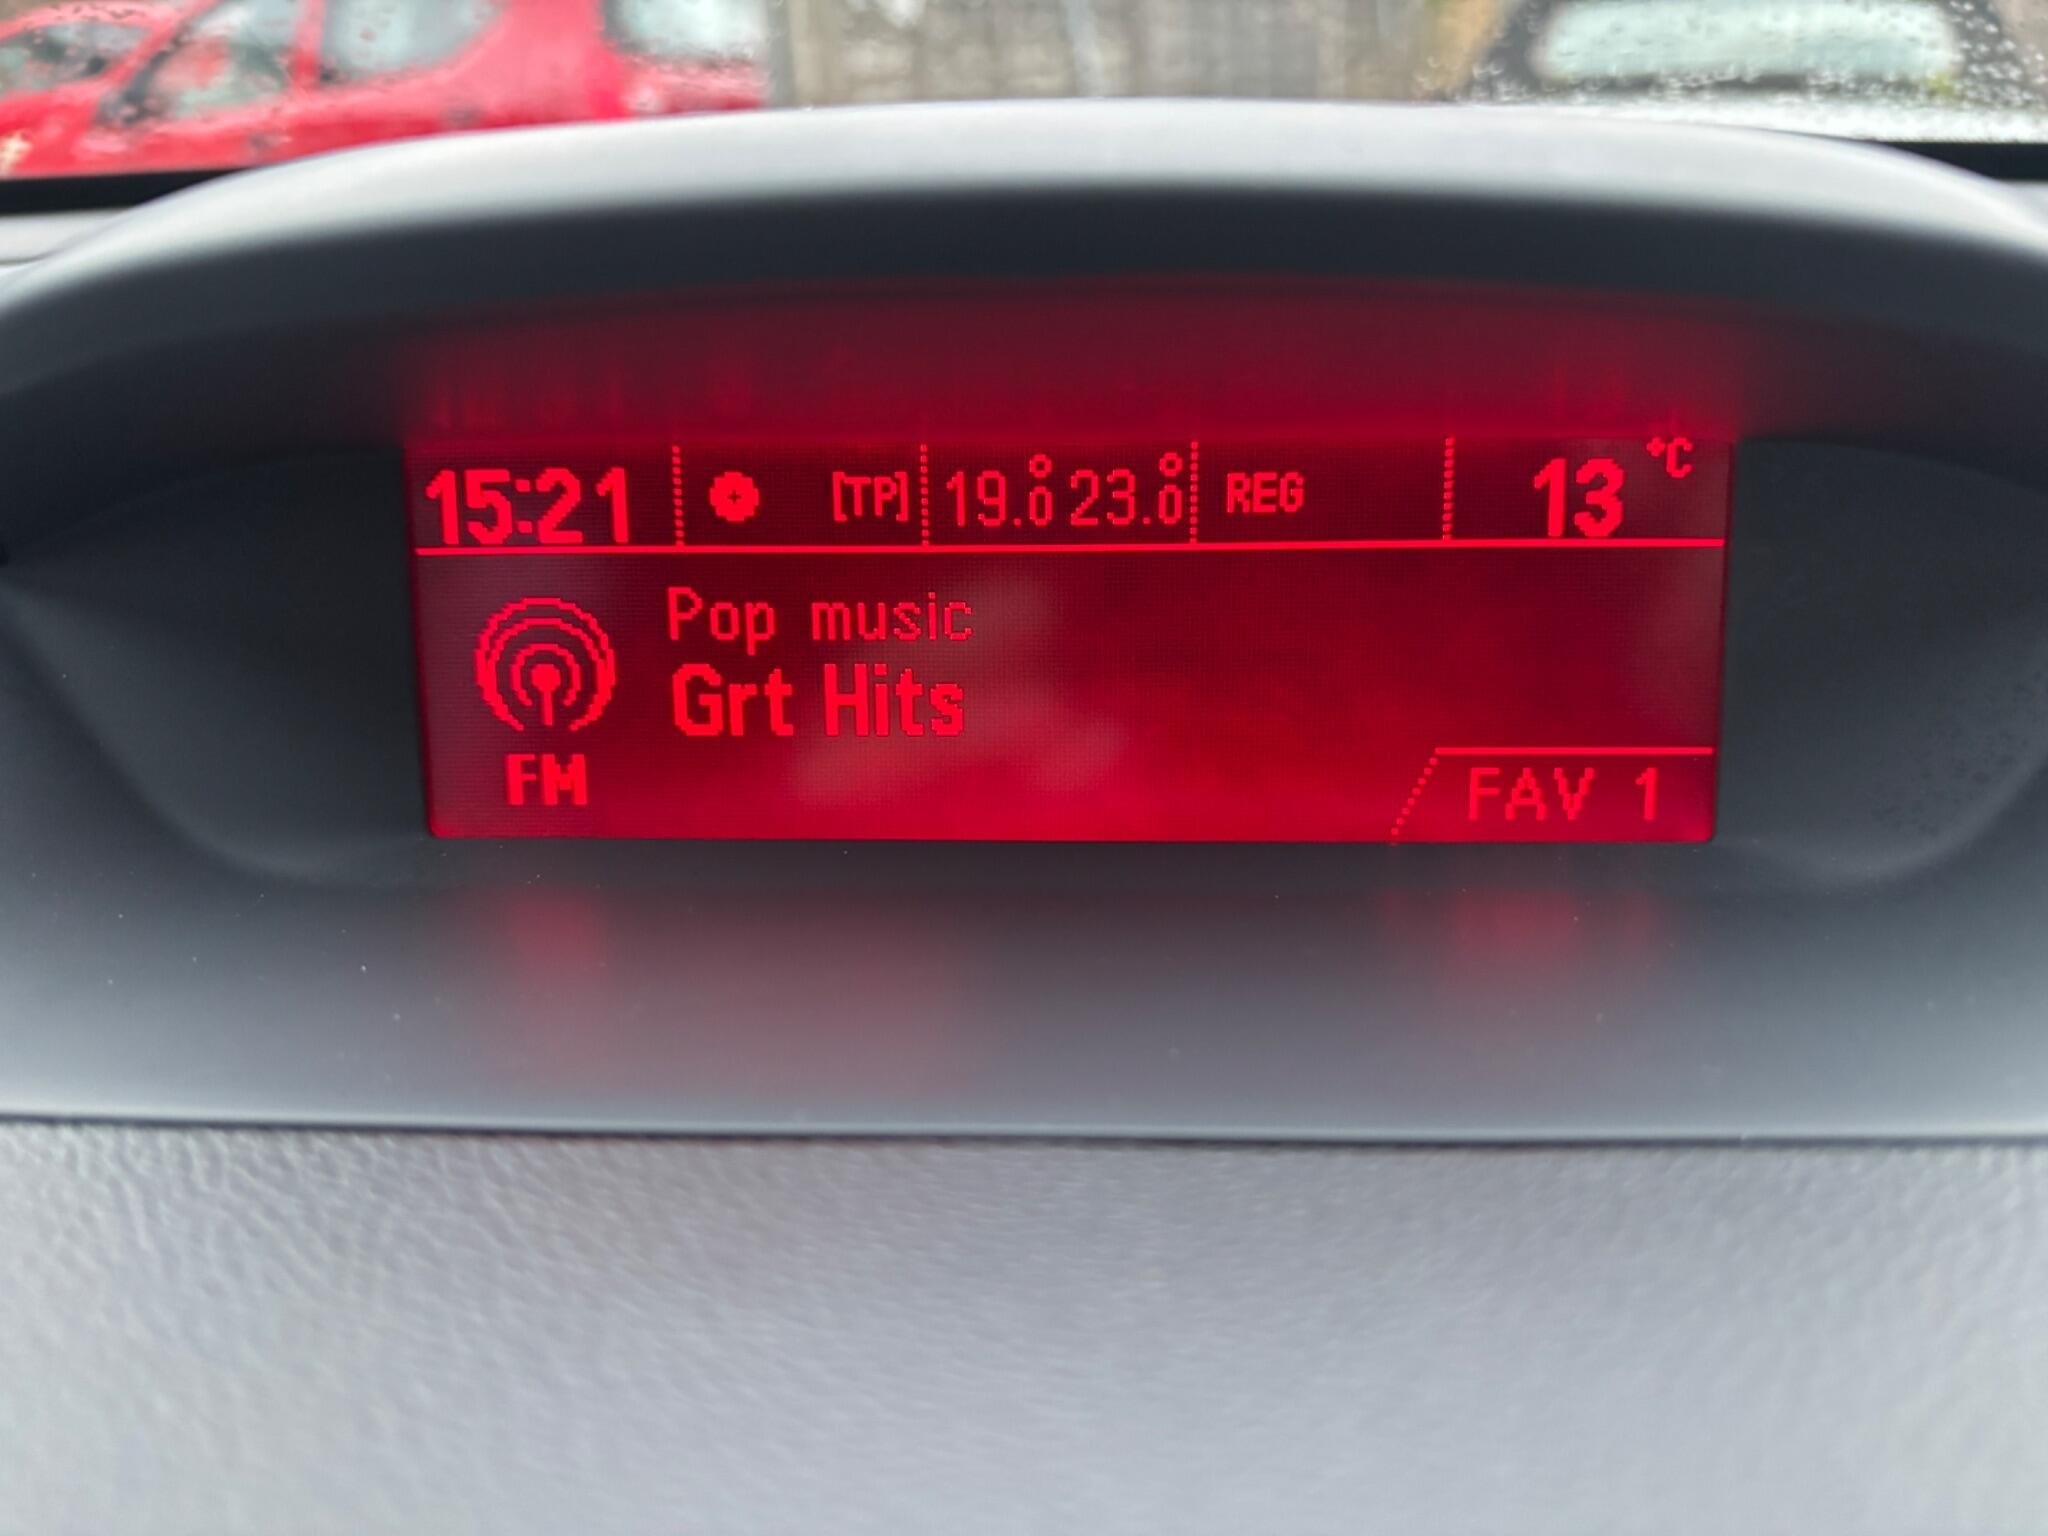 15:21 [TP] 19.0° 23.0° REG 13 °C
Pop music
Grt Hits
FM
FAV 1